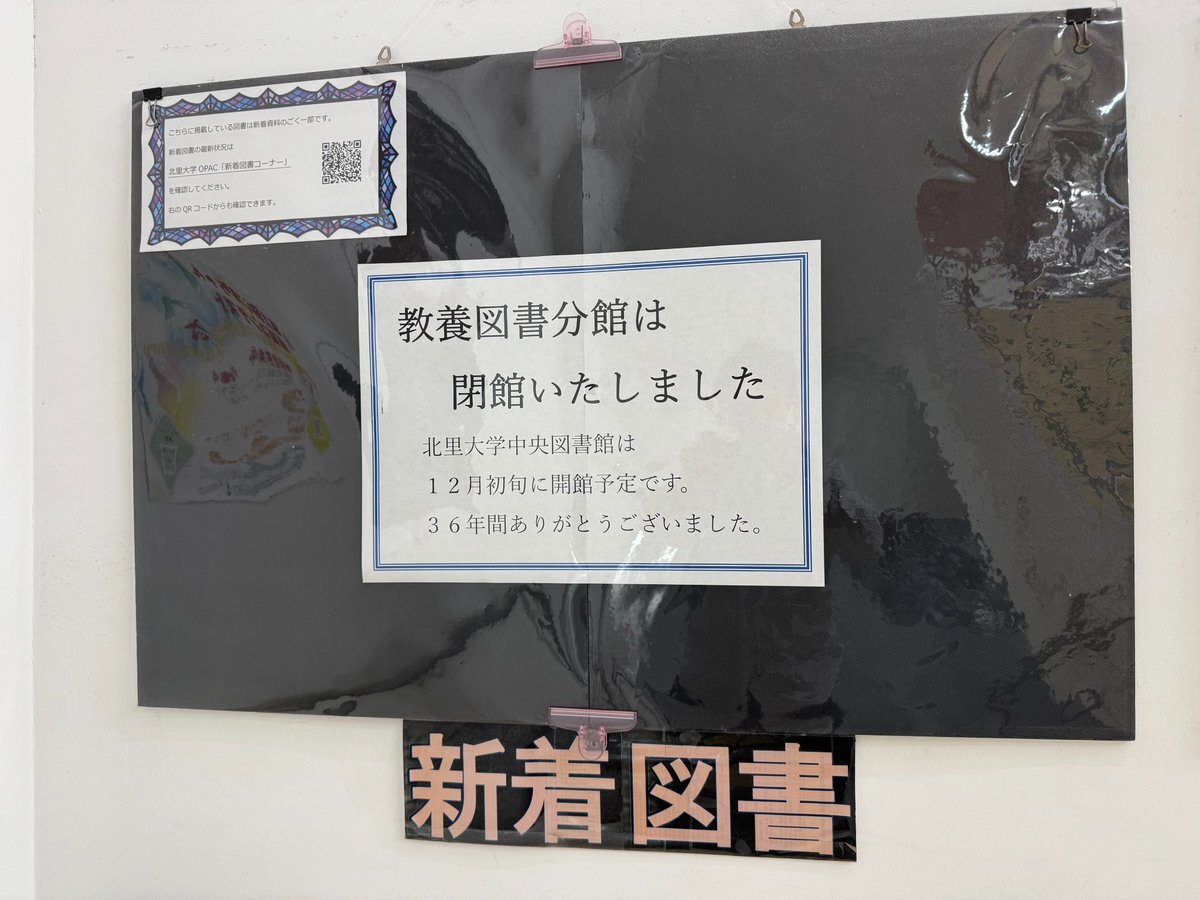 こちらに掲載している図書は新着資料のごく一部です。
新着図書の最新状況は
北里大学OPAC「新着図書コーナー」
を確認してください。
右のQRコードからも確認できます。
教養図書分館は
閉館いたしました
北里大学中央図書館は
１２月初旬に開館予定です。
３６年間ありがとうございました。
新着図書